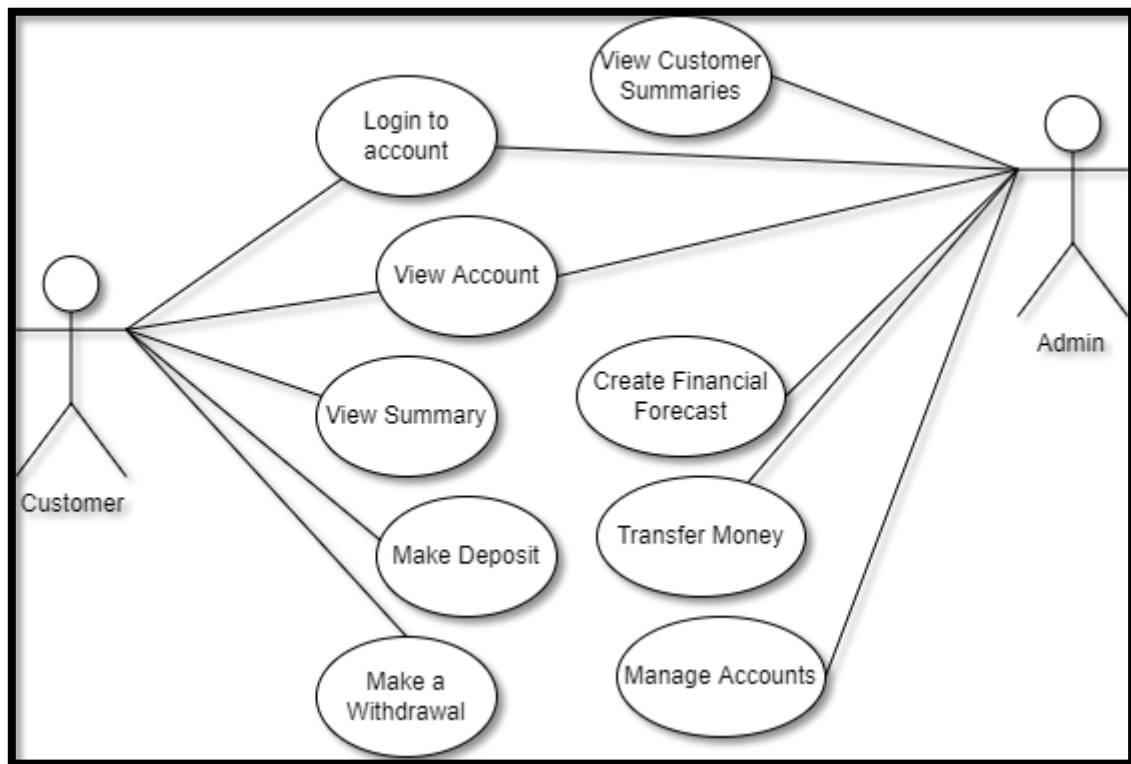 View Customer
Summaries
Login to
account
View Account
Admin
Create Financial
Forecast
View Summary
Customer
Transfer Money
Make Deposit
Manage Accounts
Make a
Withdrawal